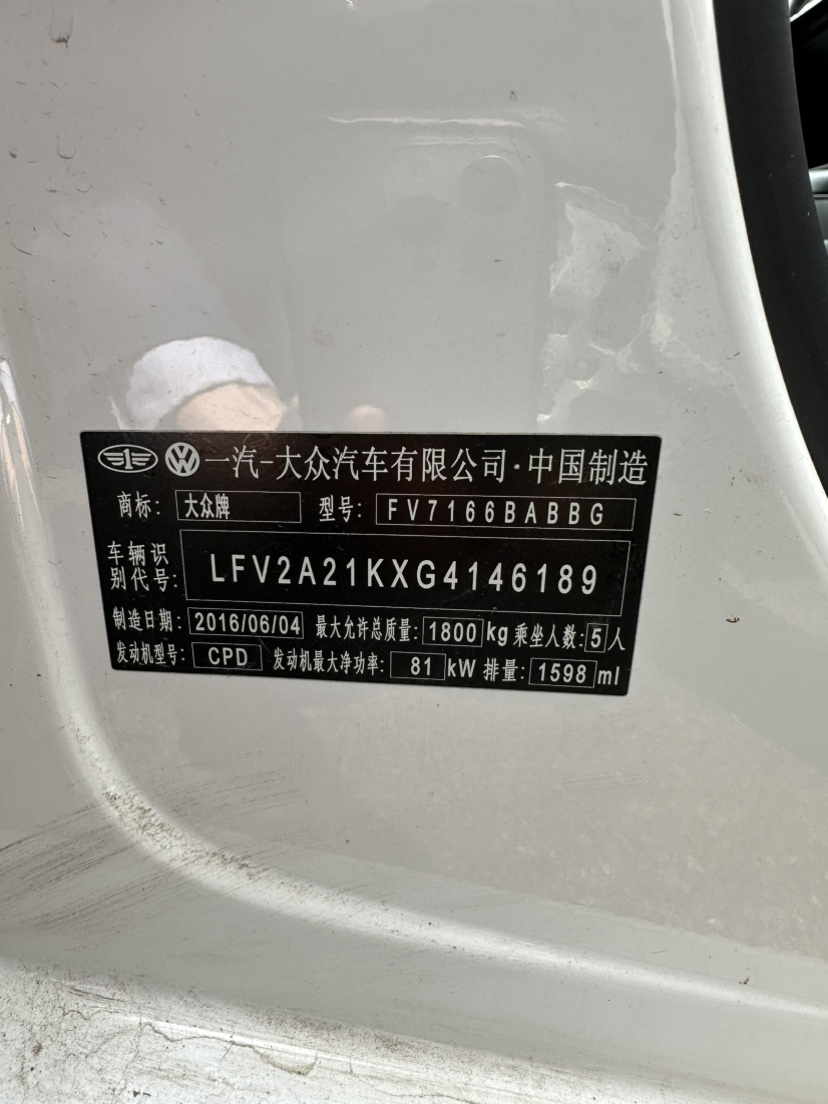 一汽-大众汽车有限公司·中国制造
商标: 大众牌 型号: FV7166BABBG
车辆识别代号: LFV2A21KXG4146189
制造日期: 2016/06/04 最大允许总质量: 1800 kg 乘坐人数: 5 人
发动机型号: CPD 发动机最大净功率: 81 kW 排量: 1598 ml